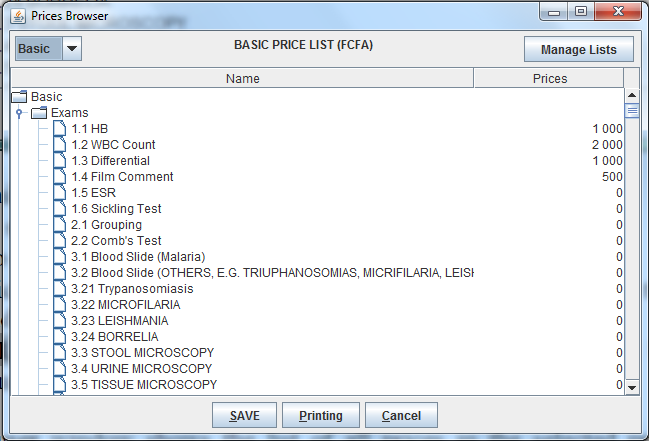 Prices Browser
Basic
BASIC PRICE LIST (FCFA)
Manage Lists
Name Prices
Basic
Exams
1.1 HB 1 000
1.2 WBC Count 2 000
1.3 Differential 1 000
1.4 Film Comment 500
1.5 ESR 0
1.6 Sickling Test 0
2.1 Grouping 0
2.2 Comb's Test 0
3.1 Blood Slide (Malaria) 0
3.2 Blood Slide (OTHERS, E.G. TRIUPHANOSOMIAS, MICRIFILARIA, LEISH 0
3.21 Trypanosomiasis 0
3.22 MICROFILARIA 0
3.23 LEISHMANIA 0
3.24 BORRELIA 0
3.3 STOOL MICROSCOPY 0
3.4 URINE MICROSCOPY 0
3.5 TISSUE MICROSCOPY 0
SAVE Printing Cancel